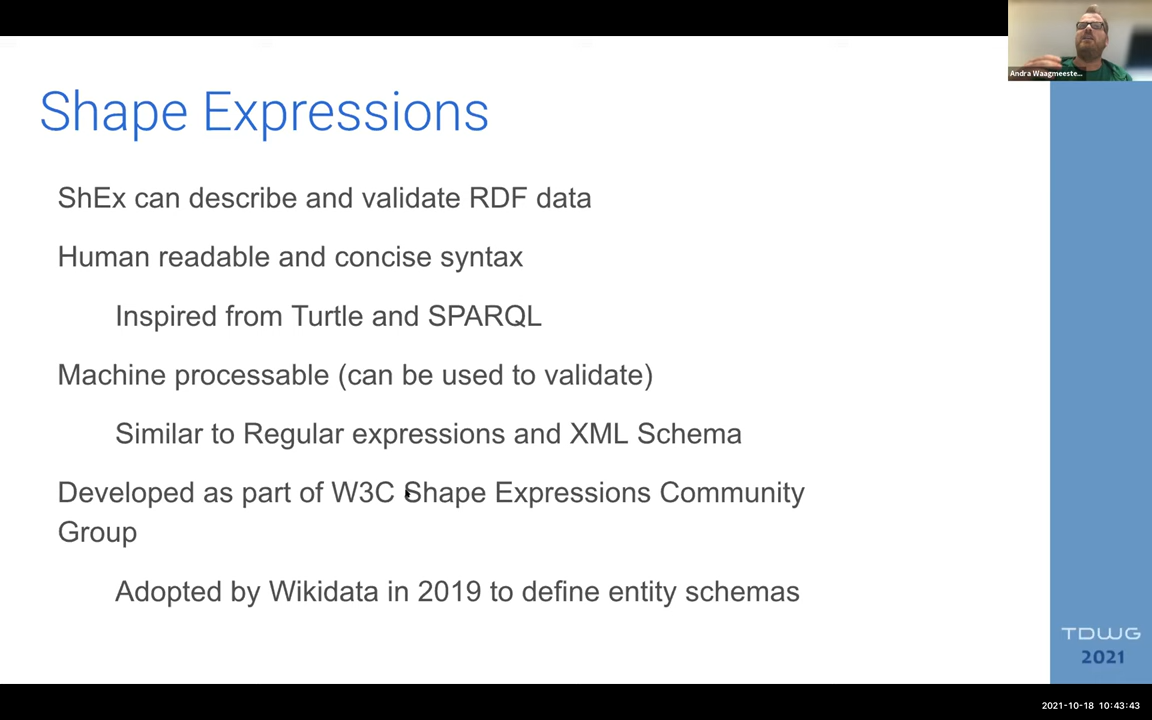 Andra Waagmeeste...
Shape Expressions
ShEx can describe and validate RDF data
Human readable and concise syntax
Inspired from Turtle and SPARQL
Machine processable (can be used to validate)
Similar to Regular expressions and XML Schema
Developed as part of W3C Shape Expressions Community
Group
Adopted by Wikidata in 2019 to define entity schemas
TDWG
2021
2021-10-18 10:43:43